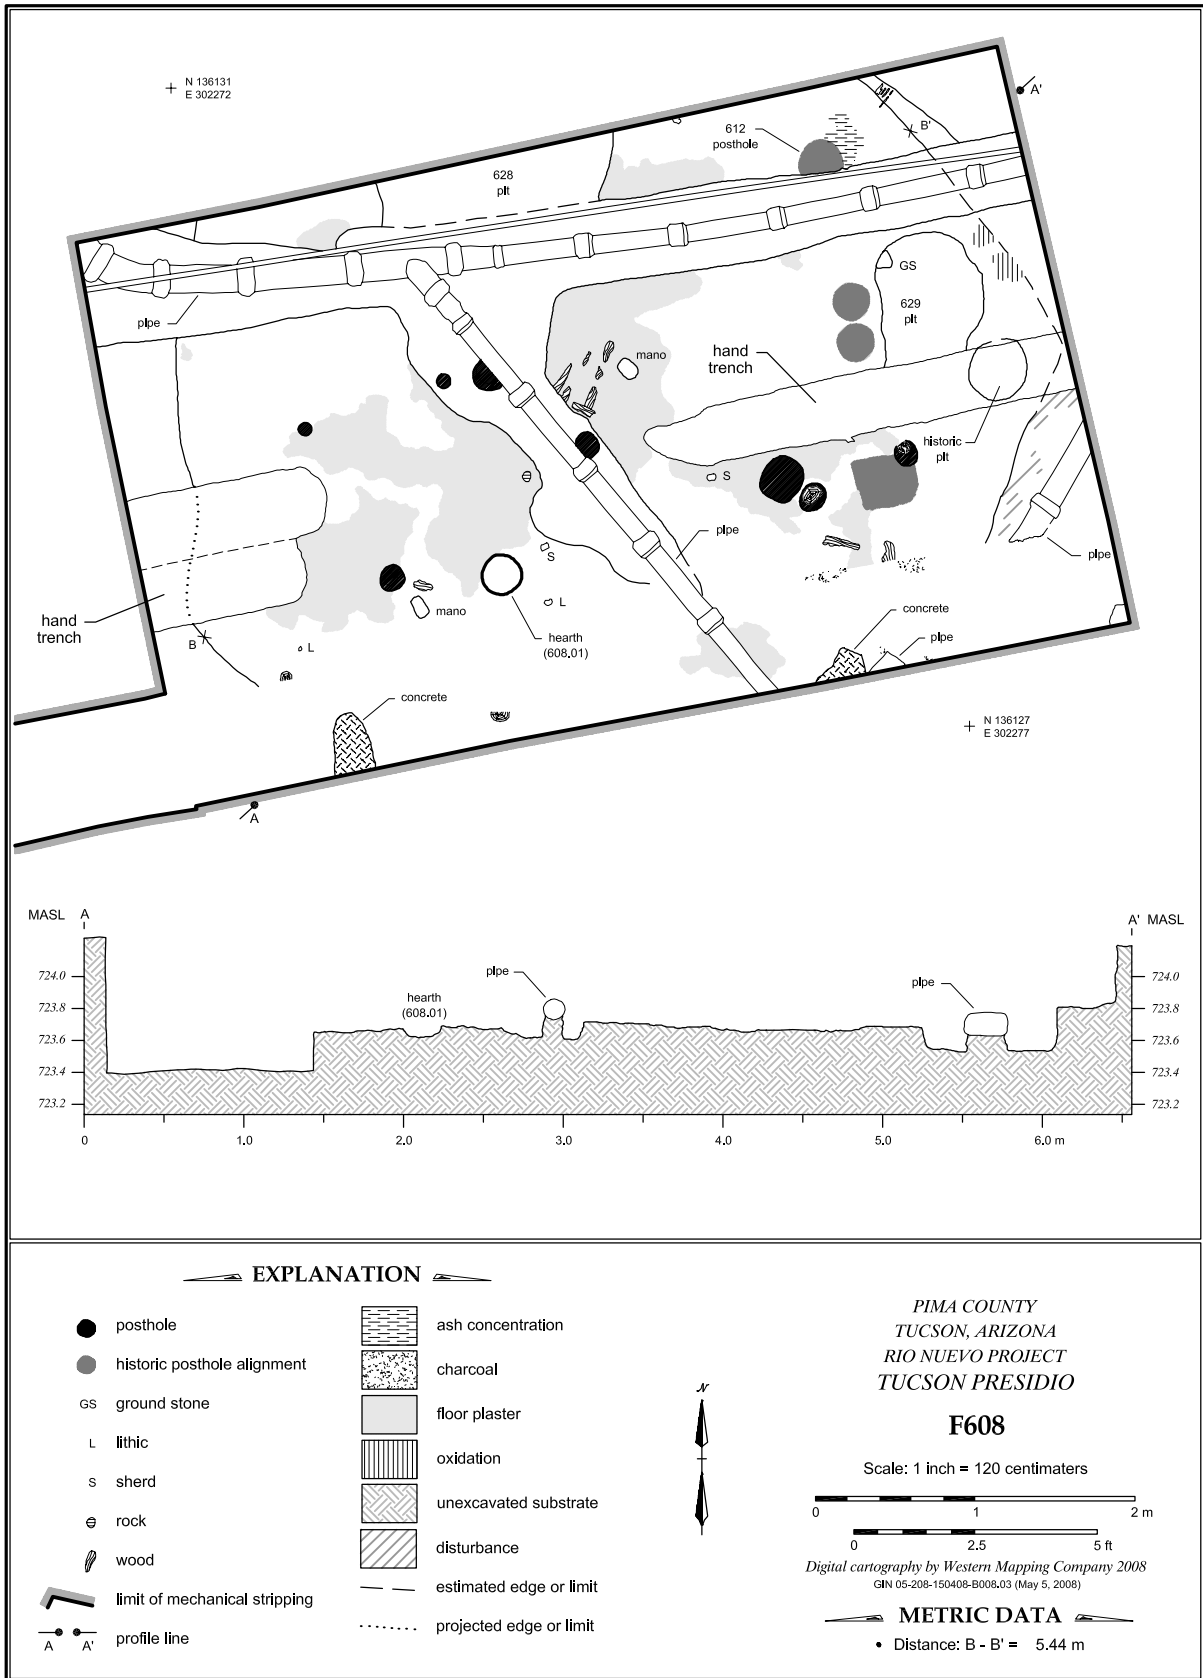 N 136131
E 302272
A'
612
posthole
B'
628
plt
GS
629
plt
pipe
mano
hand
trench
historic
plt
S
pipe
pipe
S
L
mano
hand
trench
B
L
hearth
(608.01)
concrete
pipe
concrete
N 136127
E 302277
A
MASL A
A' MASL
724.0
723.8
723.6
723.4
723.2
hearth
(608.01)
pipe
pipe
724.0
723.8
723.6
723.4
723.2
0 1.0 2.0 3.0 4.0 5.0 6.0 m
EXPLANATION
posthole
historic posthole alignment
GS ground stone
L lithic
S sherd
rock
wood
limit of mechanical stripping
A A' profile line
ash concentration
charcoal
floor plaster
oxidation
unexcavated substrate
disturbance
estimated edge or limit
projected edge or limit
N
PIMA COUNTY
TUCSON, ARIZONA
RIO NUEVO PROJECT
TUCSON PRESIDIO
F608
Scale: 1 inch = 120 centimaters
0 1 2 m
0 2.5 5 ft
Digital cartography by Western Mapping Company 2008
GIN 05-208-150408-B008.03 (May 5, 2008)
METRIC DATA
• Distance: B - B' = 5.44 m